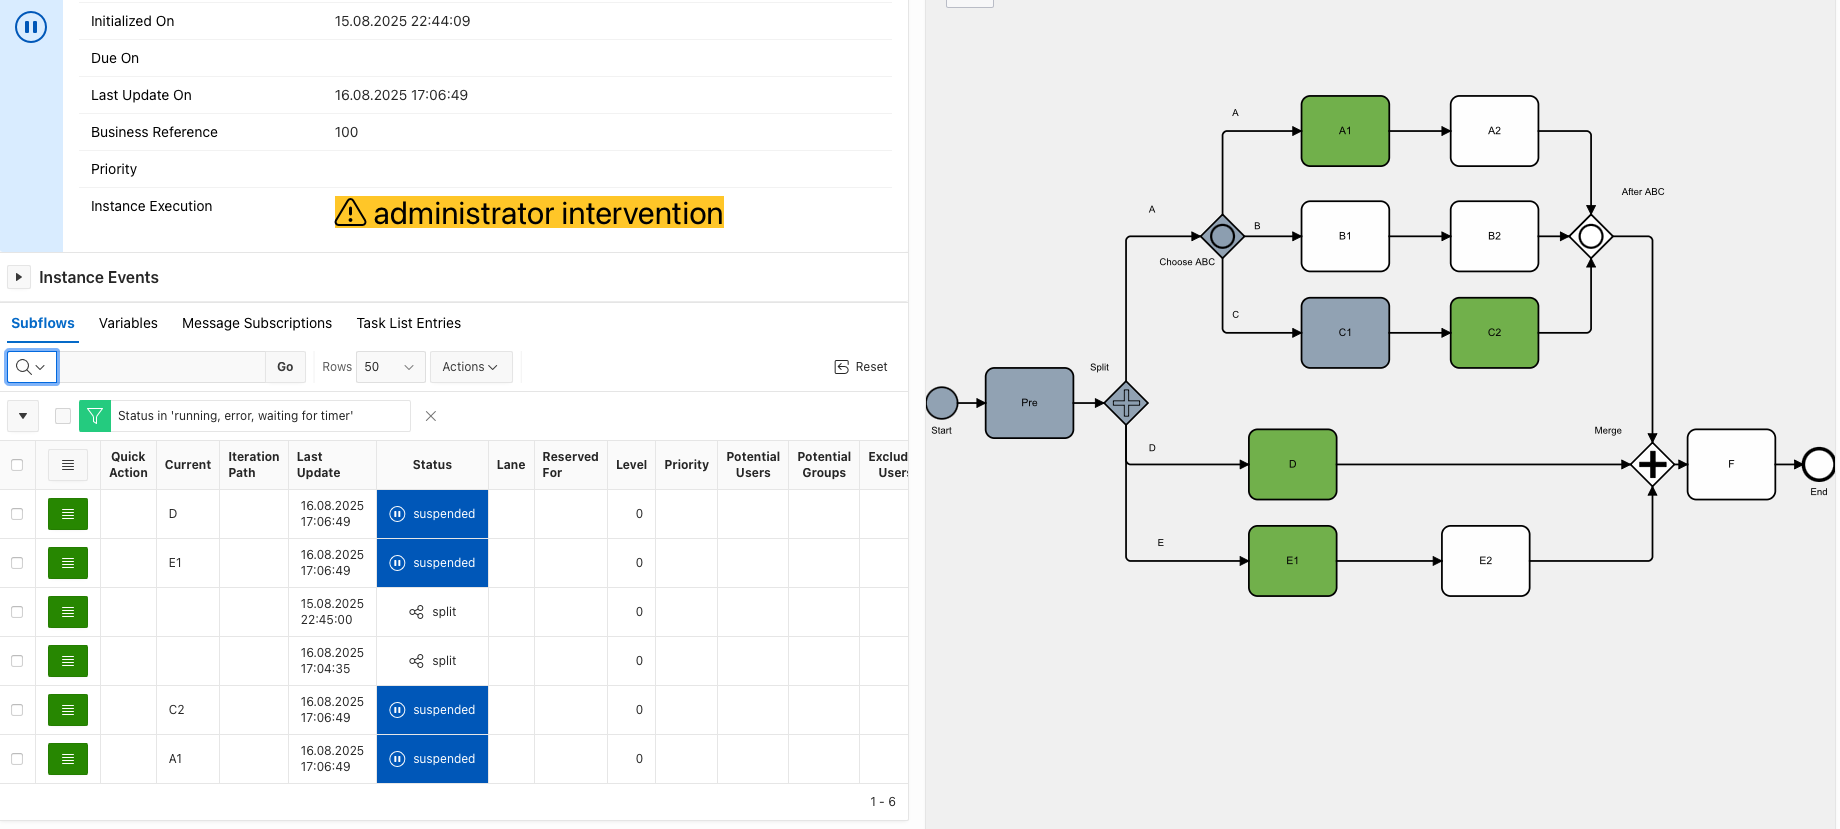 Initialized On 15.08.2025 22:44:09
Due On
Last Update On 16.08.2025 17:06:49
Business Reference 100
Priority
Instance Execution administrator intervention
Instance Events
Subflows Variables Message Subscriptions Task List Entries
Go Rows 50 Actions Reset
Status in 'running, error, waiting for timer'
Quick Action Current Iteration Path Last Update Status Lane Reserved For Level Priority Potential Users Potential Groups Exclud Users
D 16.08.2025 17:06:49 suspended 0
E1 16.08.2025 17:06:49 suspended 0
15.08.2025 22:45:00 split 0
16.08.2025 17:04:35 split 0
C2 16.08.2025 17:06:49 suspended 0
A1 16.08.2025 17:06:49 suspended 0
1 - 6
A
A1
A2
After ABC
A
B
B1
B2
Choose ABC
C
C1
C2
Split
Pre
Start
Merge
D
D
F
End
E
E1
E2